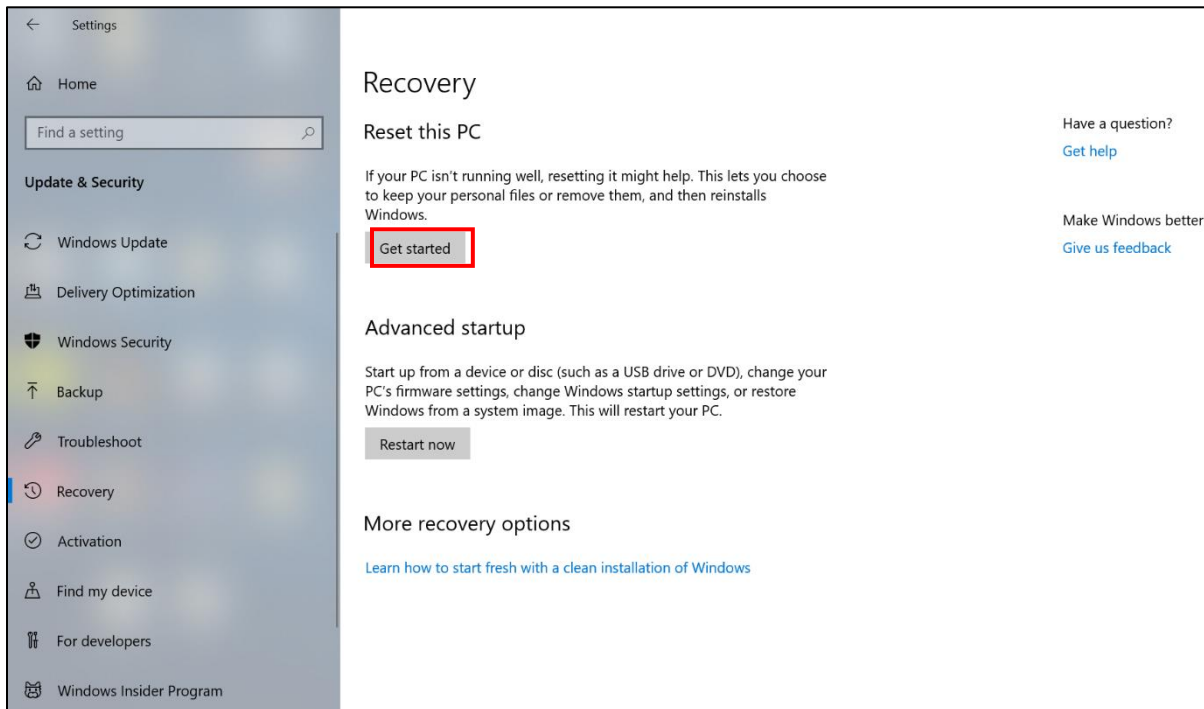 Settings
Home
Find a setting
Update & Security
Windows Update
Delivery Optimization
Windows Security
Backup
Troubleshoot
Recovery
Activation
Find my device
For developers
Windows Insider Program
Recovery
Reset this PC
If your PC isn't running well, resetting it might help. This lets you choose
to keep your personal files or remove them, and then reinstalls
Windows.
Get started
Advanced startup
Start up from a device or disc (such as a USB drive or DVD), change your
PC's firmware settings, change Windows startup settings, or restore
Windows from a system image. This will restart your PC.
Restart now
More recovery options
Learn how to start fresh with a clean installation of Windows
Have a question?
Get help
Make Windows better
Give us feedback